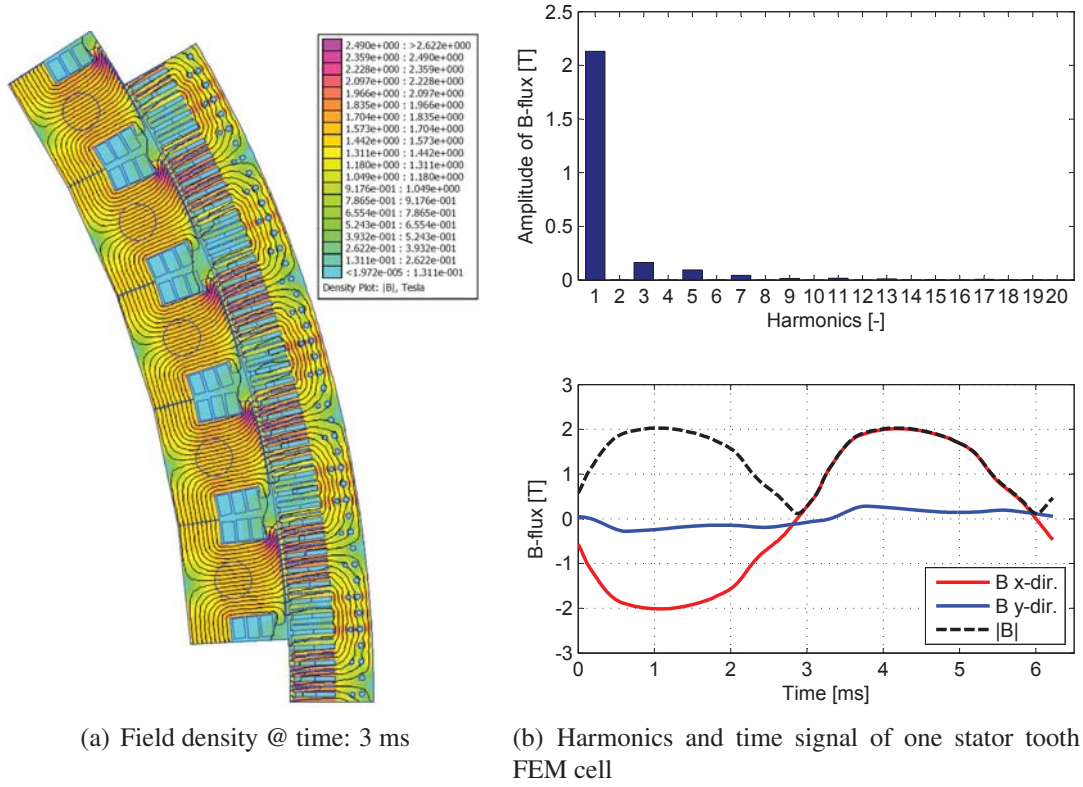 2.490e+000 : >2.622e+000
2.359e+000 : 2.490e+000
2.228e+000 : 2.359e+000
2.097e+000 : 2.228e+000
1.966e+000 : 2.097e+000
1.835e+000 : 1.966e+000
1.704e+000 : 1.835e+000
1.573e+000 : 1.704e+000
1.442e+000 : 1.573e+000
1.311e+000 : 1.442e+000
1.180e+000 : 1.311e+000
1.049e+000 : 1.180e+000
9.176e-001 : 1.049e+000
7.865e-001 : 9.176e-001
6.554e-001 : 7.865e-001
5.243e-001 : 6.554e-001
3.932e-001 : 5.243e-001
2.622e-001 : 3.932e-001
1.311e-001 : 2.622e-001
<1.972e-005 : 1.311e-001
Density Plot: |B|, Tesla
(a) Field density @ time: 3 ms
Amplitude of B-flux [T]
2.5
2
1.5
1
0.5
0
1 2 3 4 5 6 7 8 9 10 11 12 13 14 15 16 17 18 19 20
Harmonics [-]
B-flux [T]
3
2
1
0
-1
-2
-3
B x-dir.
B y-dir.
|B|
0 1 2 3 4 5 6
Time [ms]
(b) Harmonics and time signal of one stator tooth
FEM cell